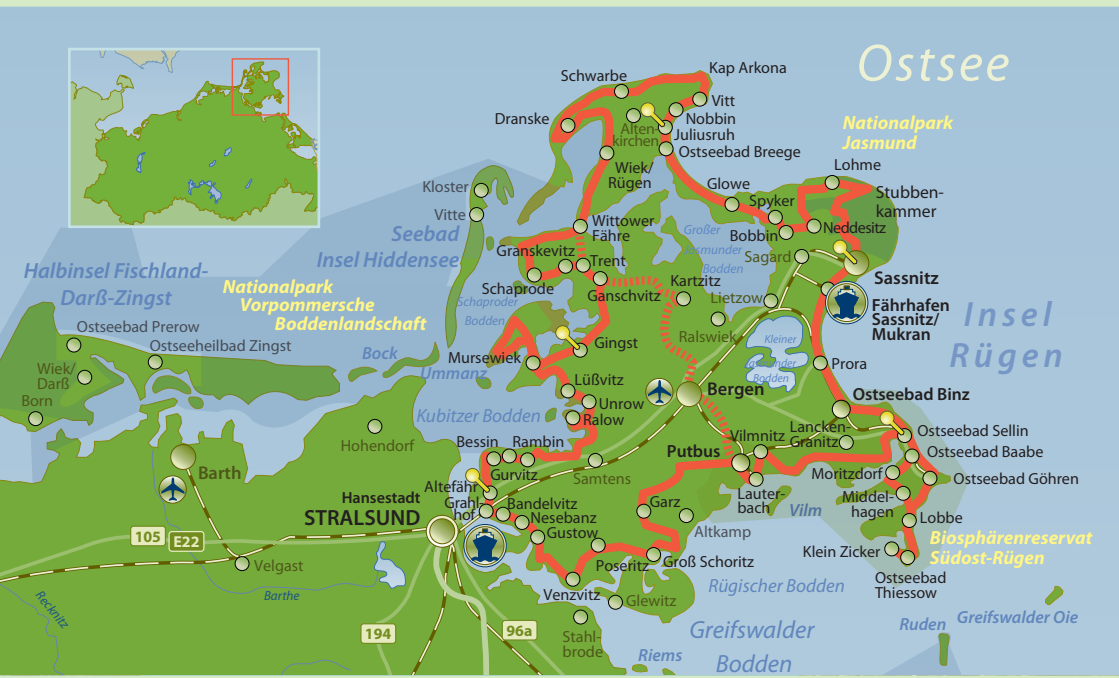 Ostsee
Kap Arkona
Schwarbe
Vitt
Dranske
Nobbin
Alten-
kirchen
Juliusruh
Ostseebad Breege
Nationalpark
Jasmund
Wiek/
Rügen
Lohme
Kloster
Glowe
Stubben-
kammer
Spyker
Vitte
Wittower
Fähre
Neddesitz
Bobbin
Seebad
Insel Hiddensee
Großer
Jasmunder
Bodden
Granskevitz
Sagard
Trent
Halbinsel Fischland-
Darß-Zingst
Kartzitz
Sassnitz
Schaprode
Ganschvitz
Nationalpark
Vorpommersche
Boddenlandschaft
Schaproder
Bodden
Lietzow
Fährhafen
Sassnitz/
Mukran
Insel
Rügen
Ostseebad Prerow
Ralswiek
Ostseeheilbad Zingst
Gingst
Kleiner
Jasmunder
Bodden
Bock
Mursewiek
Prora
Wiek/
Darß
Ummanz
Lüßvitz
Bergen
Born
Unrow
Ostseebad Binz
Kubitzer Bodden
Ralow
Hohendorf
Bessin
Rambin
Vilmnitz
Lancken-
Granitz
Ostseebad Sellin
Putbus
Ostseebad Baabe
Barth
Gurvitz
Samtens
Moritzdorf
Ostseebad Göhren
Altefähr
Lauter-
bach
Hansestadt
STRALSUND
Grahl-
hof
Bandelvitz
Garz
Middel-
hagen
Nesebanz
Vilm
Lobbe
Gustow
Altkamp
105
E22
Biosphärenreservat
Südost-Rügen
Klein Zicker
Velgast
Poseritz
Groß Schoritz
Ostseebad
Thiessow
Rügischer Bodden
Barthe
Venzvitz
Glewitz
Recknitz
Greifswalder Oie
Ruden
194
96a
Greifswalder
Bodden
Stahl-
brode
Riems